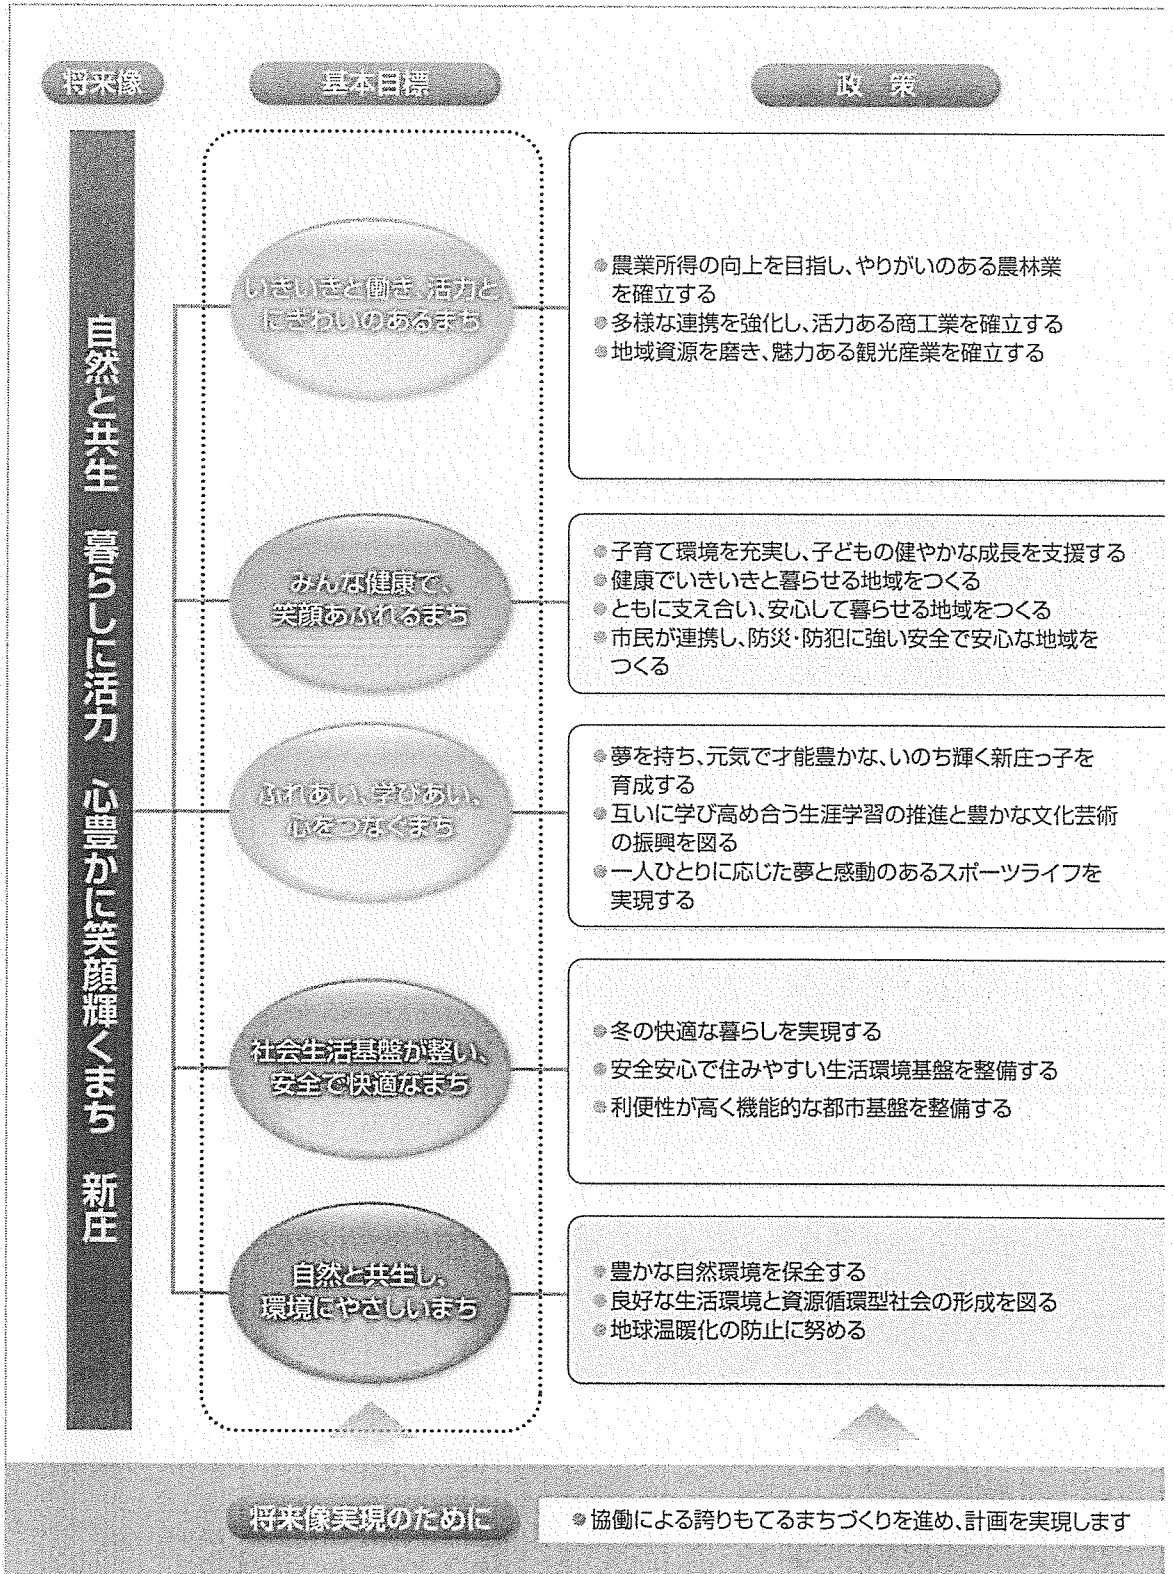 将来像
基本目標
政 策
自然と共生 暮らしに活力 心豊かに笑顔輝くまち 新庄
いきいきと働き、活力と
にぎわいのあるまち
●農業所得の向上を目指し、やりがいのある農林業
を確立する
●多様な連携を強化し、活力ある商工業を確立する
●地域資源を磨き、魅力ある観光産業を確立する
みんな健康で、
笑顔あふれるまち
●子育て環境を充実し、子どもの健やかな成長を支援する
●健康でいきいきと暮らせる地域をつくる
●ともに支え合い、安心して暮らせる地域をつくる
●市民が連携し、防災・防犯に強い安全で安心な地域を
つくる
ふれあい、学びあい、
心をつなぐまち
●夢を持ち、元気で才能豊かな、いのち輝く新庄っ子を
育成する
●互いに学び高め合う生涯学習の推進と豊かな文化芸術
の振興を図る
●一人ひとりに応じた夢と感動のあるスポーツライフを
実現する
社会生活基盤が整い、
安全で快適なまち
●冬の快適な暮らしを実現する
●安全安心で住みやすい生活環境基盤を整備する
●利便性が高く機能的な都市基盤を整備する
自然と共生し、
環境にやさしいまち
●豊かな自然環境を保全する
●良好な生活環境と資源循環型社会の形成を図る
●地球温暖化の防止に努める
将来像実現のために
●協働による誇りもてるまちづくりを進め、計画を実現します